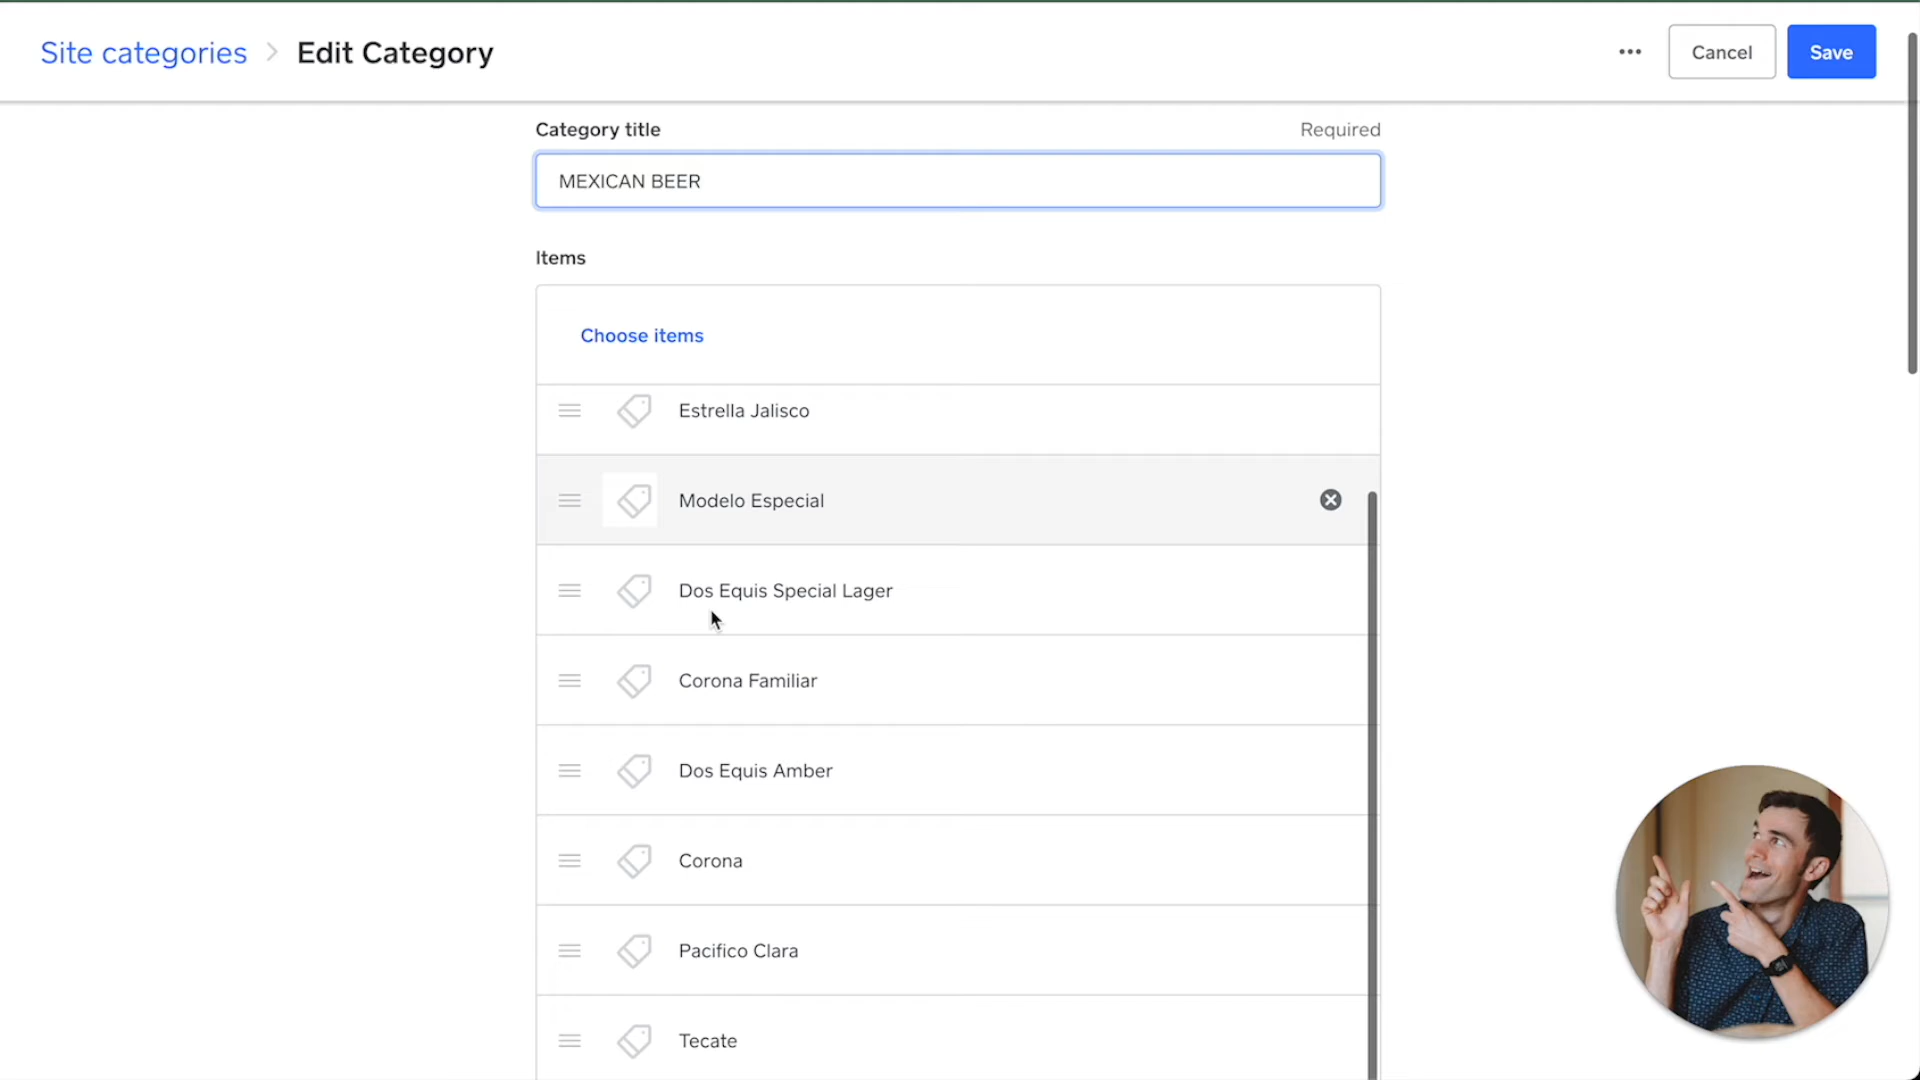 Site categories > Edit Category
Cancel
Save
Category title
Required
MEXICAN BEER
Items
Choose items
Estrella Jalisco
Modelo Especial
Dos Equis Special Lager
Corona Familiar
Dos Equis Amber
Corona
Pacifico Clara
Tecate